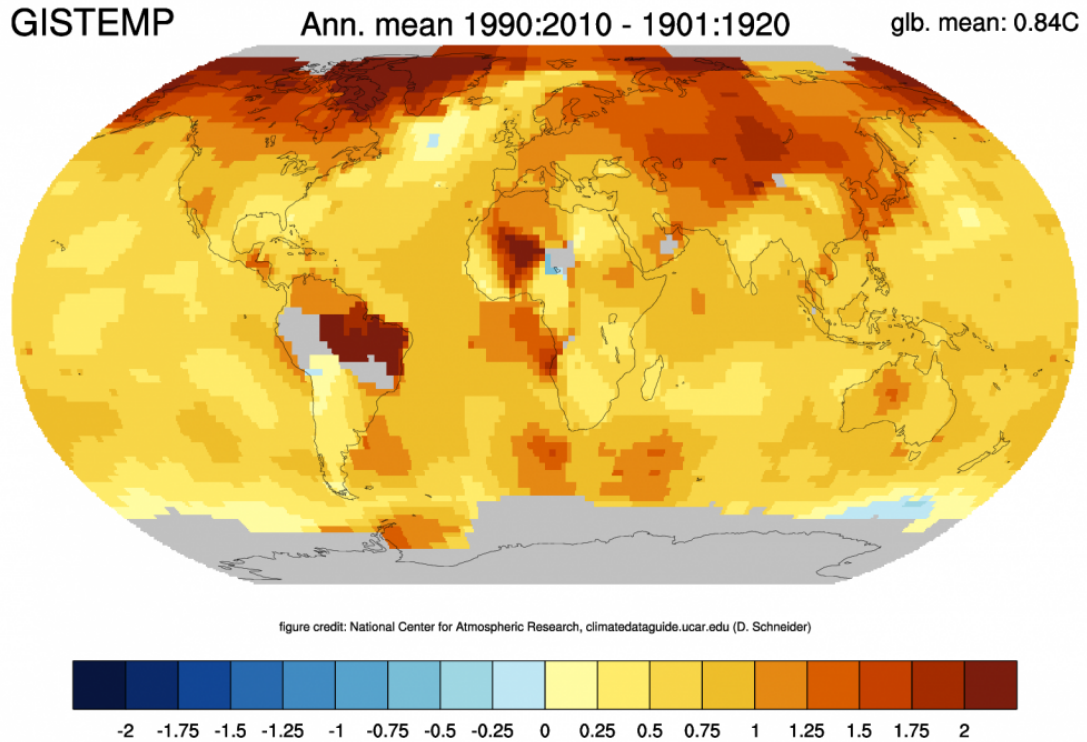 GISTEMP Ann. mean 1990:2010 - 1901:1920 glb. mean: 0.84C
figure credit: National Center for Atmospheric Research, climatedataguide.ucar.edu (D. Schneider)
-2 -1.75 -1.5 -1.25 -1 -0.75 -0.5 -0.25 0 0.25 0.5 0.75 1 1.25 1.5 1.75 2